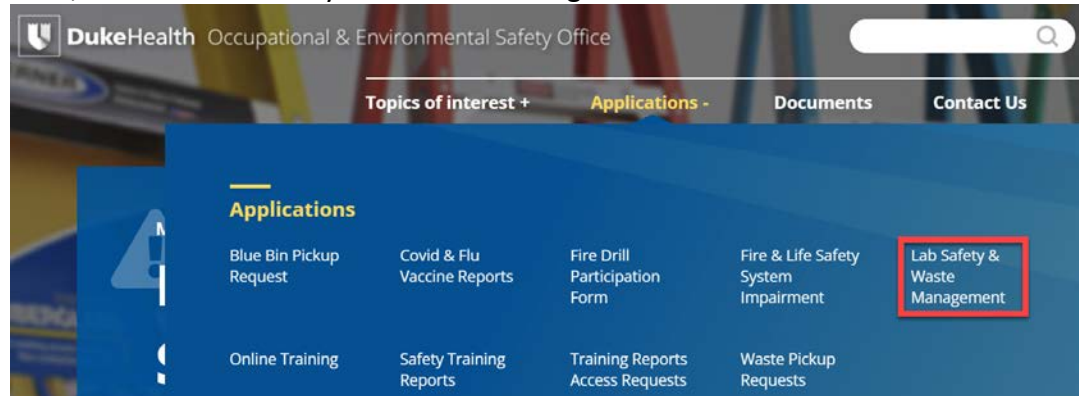 DukeHealth Occupational & Environmental Safety Office
Topics of interest + Applications - Documents Contact Us
Applications
Blue Bin Pickup
Request
Covid & Flu
Vaccine Reports
Fire Drill
Participation
Form
Fire & Life Safety
System
Impairment
Lab Safety &
Waste
Management
Online Training
Safety Training
Reports
Training Reports
Access Requests
Waste Pickup
Requests